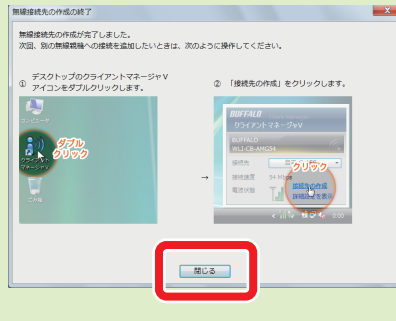 無線接続先の作成の終了
無線接続先の作成が完了しました。
次回、別の無線親機への接続を追加したいときは、次のように操作してください。
① デスクトップのクライアントマネージャV
アイコンをダブルクリックします。
② 「接続先の作成」をクリックします。
コンピュータ
ダブル
クリック
クライアント
マネージャV
ごみ箱
→
BUFFALO
クライアントマネージャV
BUFFALO
WLI-CB-AMG54
接続先
クリック
接続速度 54 Mbps
電波状態
接続先の作成
詳細設定を表示
0:00
閉じる